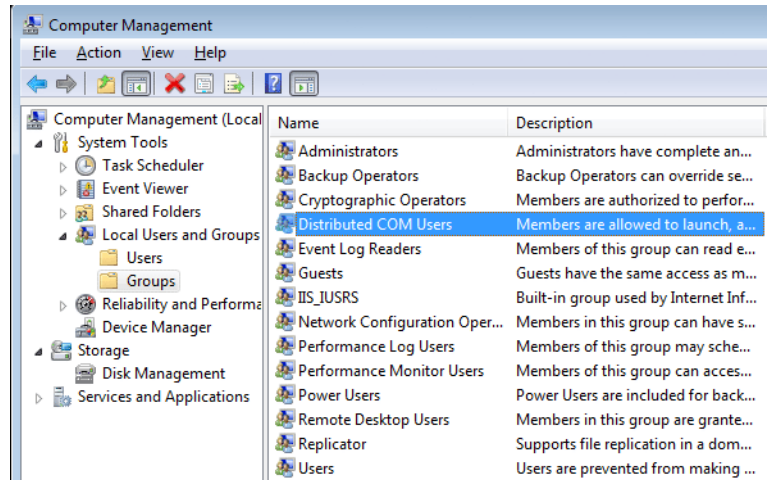 Computer Management
File Action View Help
Computer Management (Local
System Tools
Task Scheduler
Event Viewer
Shared Folders
Local Users and Groups
Users
Groups
Reliability and Performa
Device Manager
Storage
Disk Management
Services and Applications
Name Description
Administrators Administrators have complete an...
Backup Operators Backup Operators can override se...
Cryptographic Operators Members are authorized to perfor...
Distributed COM Users Members are allowed to launch, a...
Event Log Readers Members of this group can read e...
Guests Guests have the same access as m...
IIS_IUSRS Built-in group used by Internet Inf...
Network Configuration Oper... Members in this group can have s...
Performance Log Users Members of this group may sche...
Performance Monitor Users Members of this group can acces...
Power Users Power Users are included for back...
Remote Desktop Users Members in this group are grante...
Replicator Supports file replication in a dom...
Users Users are prevented from making ...